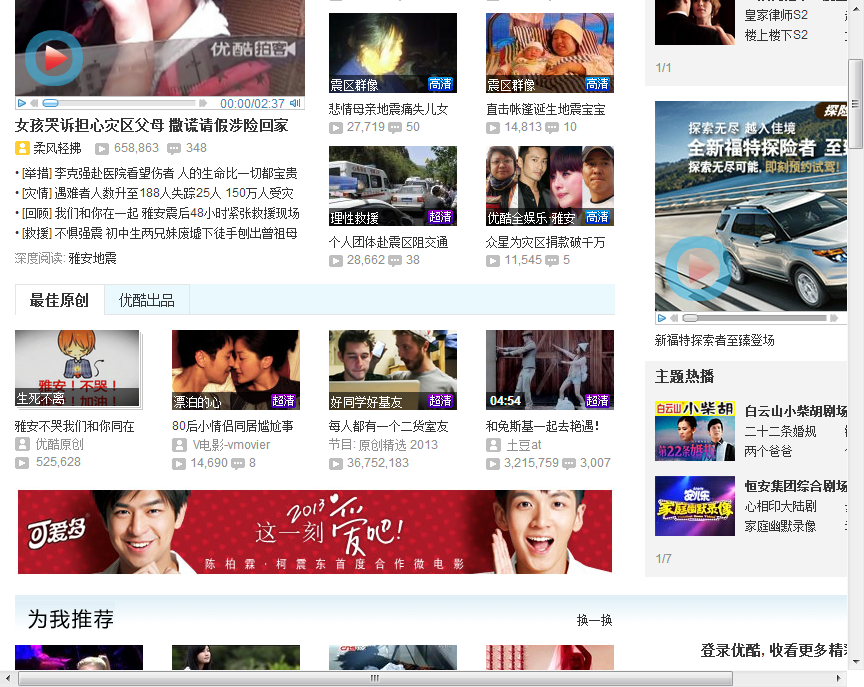 优酷拍客
00:00/02:37
女孩哭诉担心灾区父母 撒谎请假涉险回家
柔风轻拂 658,863 348
• [举措] 李克强赴医院看望伤者 人的生命比一切都宝贵
• [灾情] 遇难者人数升至188人失踪25人 150万人受灾
• [回顾] 我们和你在一起 雅安震后48小时紧张救援现场
• [救援] 不惧强震 初中生两兄妹废墟下徒手刨出曾祖母
深度阅读: 雅安地震
震区群像 高清
悲情母亲地震痛失儿女
27,719 50
震区群像 高清
直击帐篷诞生地震宝宝
14,813 10
理性救援 超清
个人团体赴震区阻交通
28,662 38
优酷全娱乐·雅安 高清
众星为灾区捐款破千万
11,545 5
最佳原创 优酷出品
雅安！不哭！
加油！
生死不离
雅安不哭我们和你同在
优酷原创
525,628
漂泊的心 超清
80后小情侣同居尴尬事
V电影-vmovier
14,690 8
好同学好基友 超清
每人都有一个二货室友
节目: 原创精选 2013
36,752,183
04:54 超清
和兔斯基一起去艳遇！
土豆at
3,215,759 3,007
可爱多
2013
这一刻 爱吧!
陈柏霖·柯震东首度合作微电影
为我推荐 换一换
皇家律师S2
楼上楼下S2
1/1
探险
探索无尽 越入佳境
全新福特探险者 至
探索无尽可能, 即刻预约试驾!
新福特探索者至臻登场
主题热播
白云山 小柴胡
第22条婚规
白云山小柴胡剧场
二十二条婚规
两个爸爸
安儿乐
家庭幽默录像
恒安集团综合剧场
心相印大陆剧
家庭幽默录像
1/7
登录优酷, 收看更多精